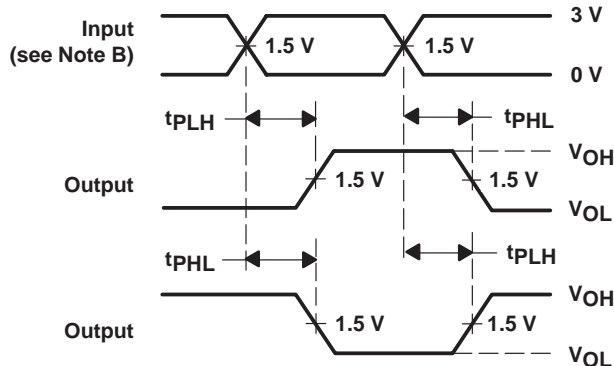 3 V
Input
(see Note B)
1.5 V
1.5 V
0 V
tPLH
tPHL
VOH
Output
1.5 V
1.5 V
VOL
tPHL
tPLH
VOH
Output
1.5 V
1.5 V
VOL